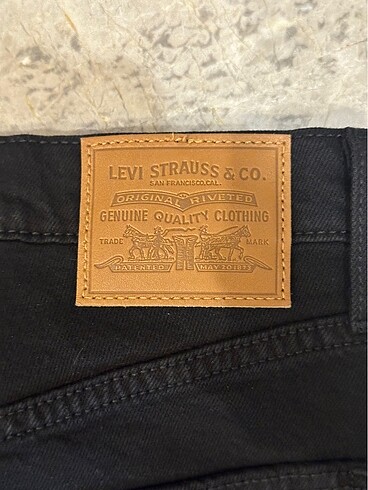 LEVI STRAUSS & CO.
SAN FRANCISCO, CAL.
ORIGINAL RIVETED
GENUINE QUALITY CLOTHING
TRADE MARK
PATENTED MAY 20 1873